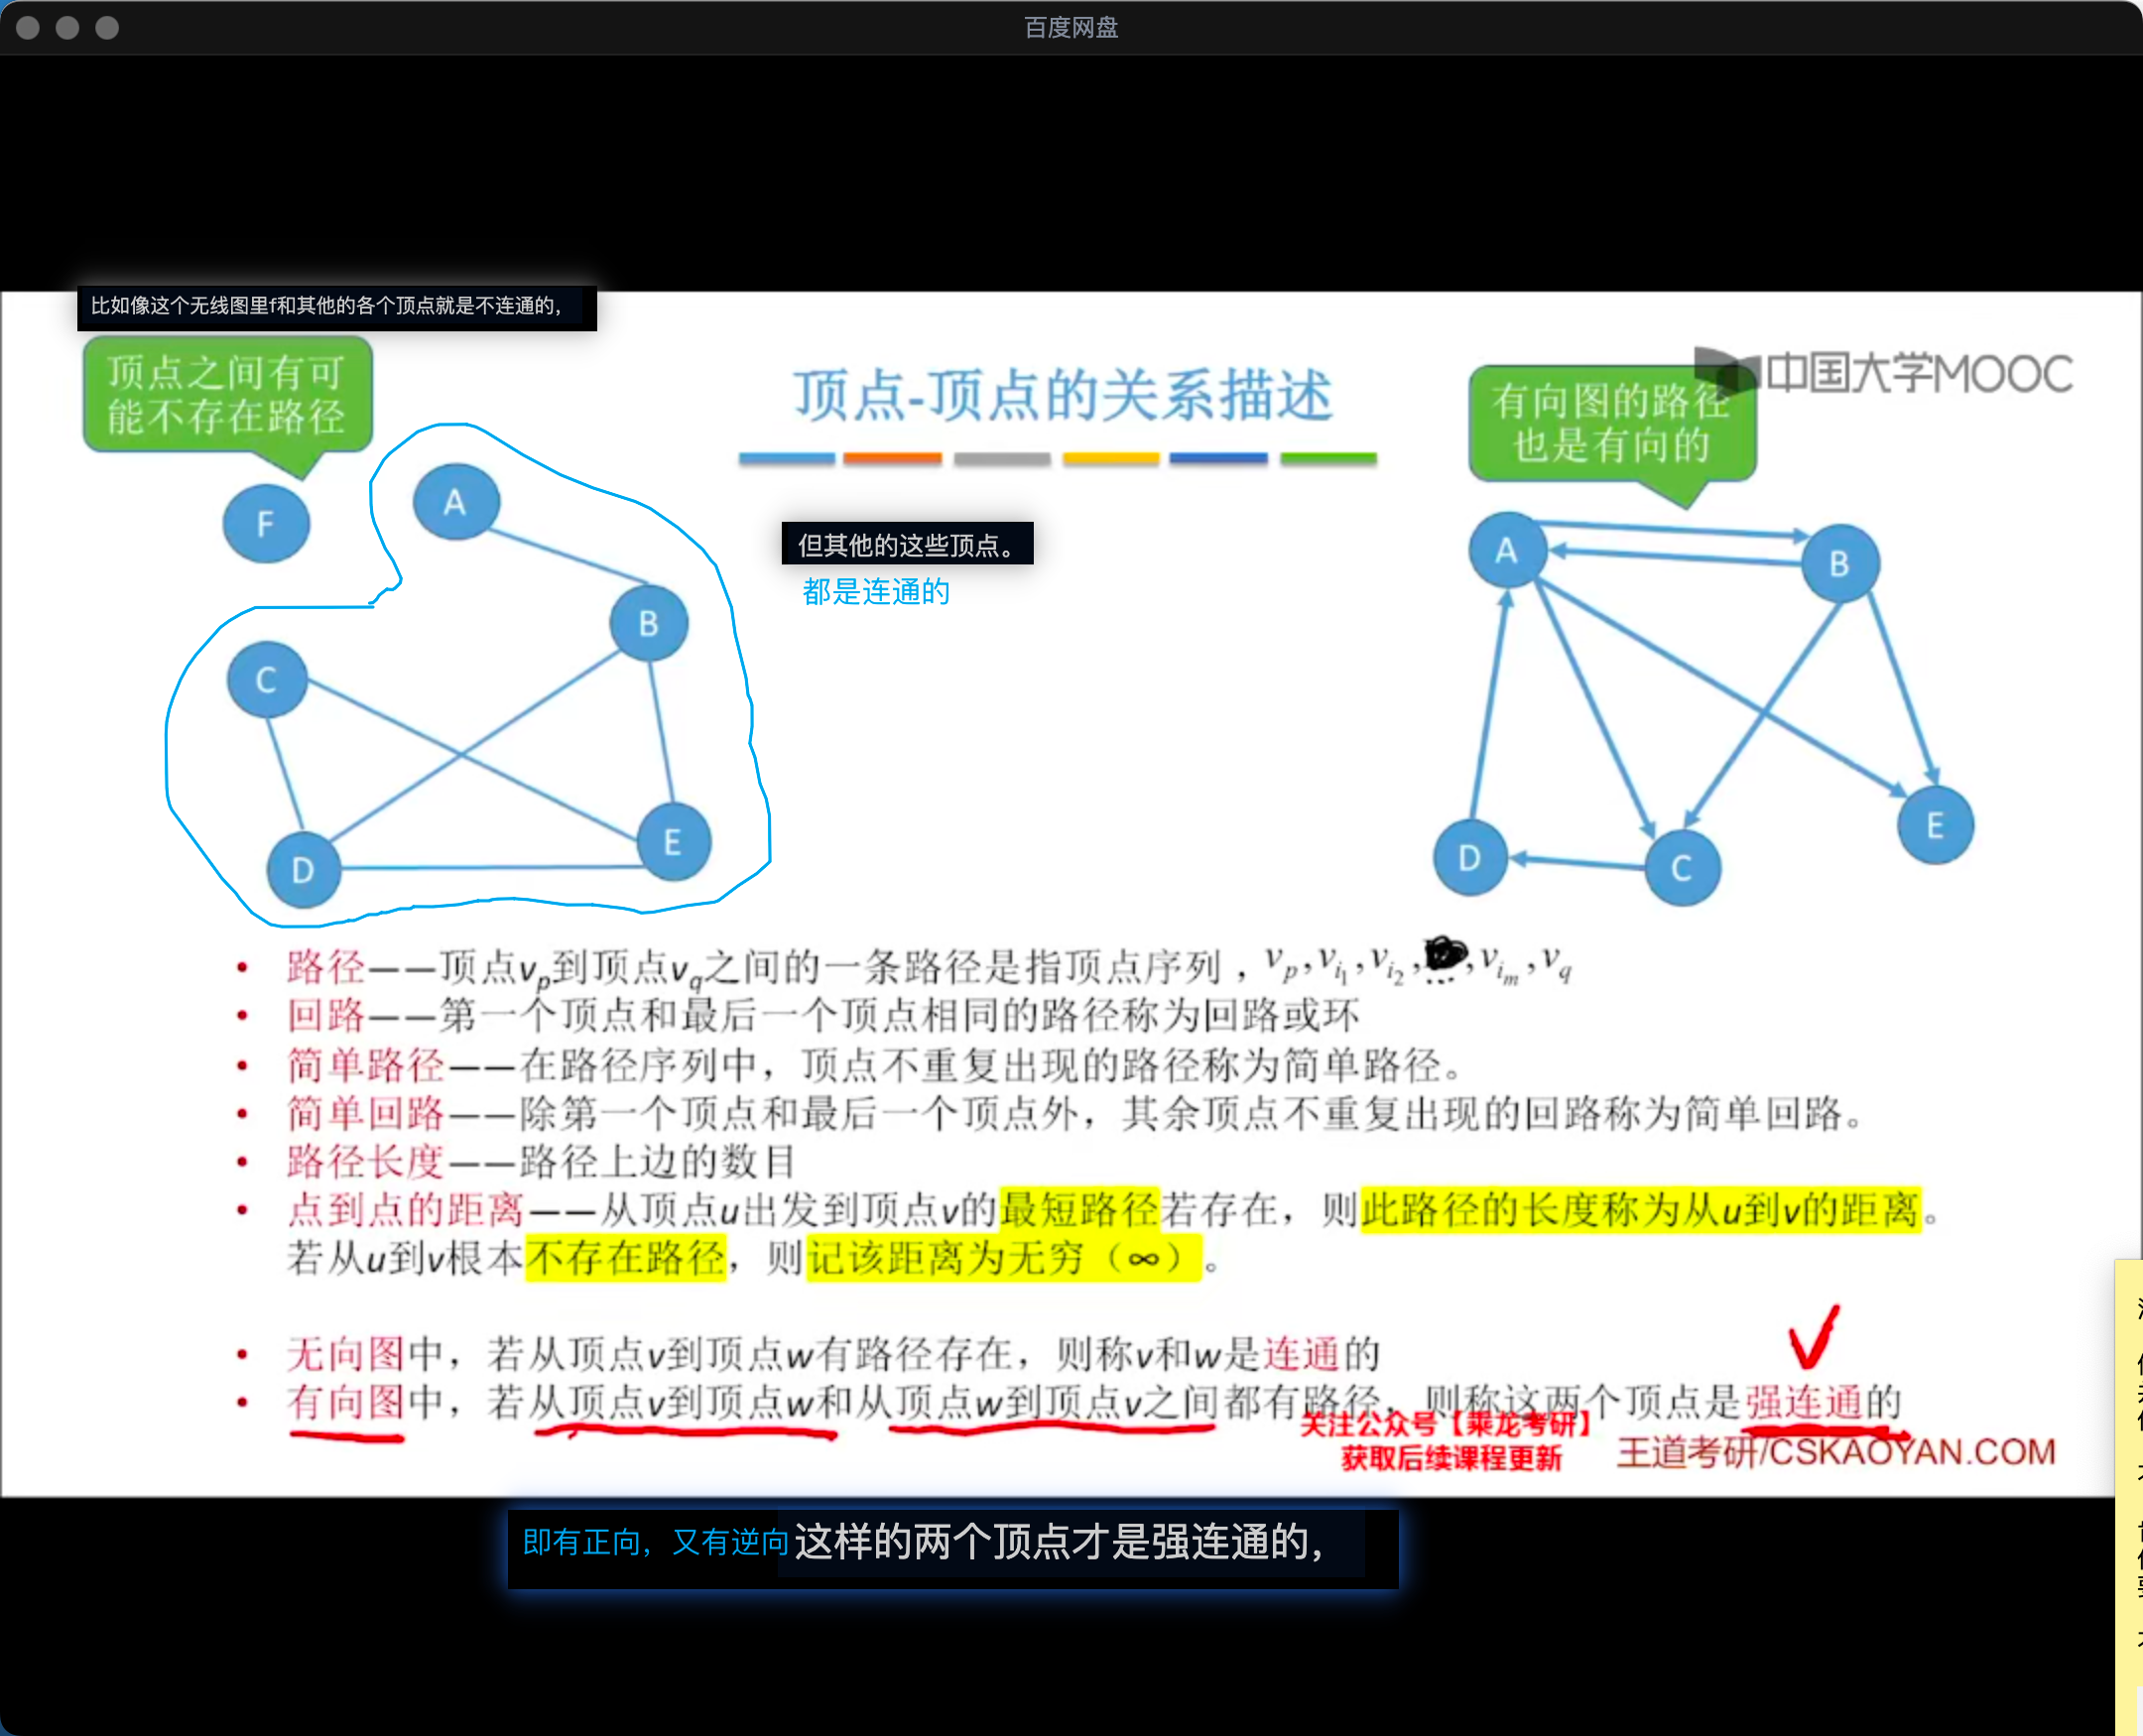 百度网盘
比如像这个无线图里f和其他的各个顶点就是不连通的,
顶点之间有可
能不存在路径
顶点-顶点的关系描述
中国大学MOOC
有向图的路径
也是有向的
F
A
B
C
D
E
但其他的这些顶点。
都是连通的
A
B
D
C
E
• 路径——顶点vp到顶点vq之间的一条路径是指顶点序列，vp,vi1,vi2,…,vim,vq
• 回路——第一个顶点和最后一个顶点相同的路径称为回路或环
• 简单路径——在路径序列中，顶点不重复出现的路径称为简单路径。
• 简单回路——除第一个顶点和最后一个顶点外，其余顶点不重复出现的回路称为简单回路。
• 路径长度——路径上边的数目
• 点到点的距离——从顶点u出发到顶点v的最短路径若存在，则此路径的长度称为从u到v的距离。
若从u到v根本不存在路径，则记该距离为无穷（∞）。
• 无向图中，若从顶点v到顶点w有路径存在，则称v和w是连通的
• 有向图中，若从顶点v到顶点w和从顶点w到顶点v之间都有路径，则称这两个顶点是强连通的
关注公众号【乘龙考研】
获取后续课程更新
王道考研/CSKAOYAN.COM
即有正向，又有逆向这样的两个顶点才是强连通的,